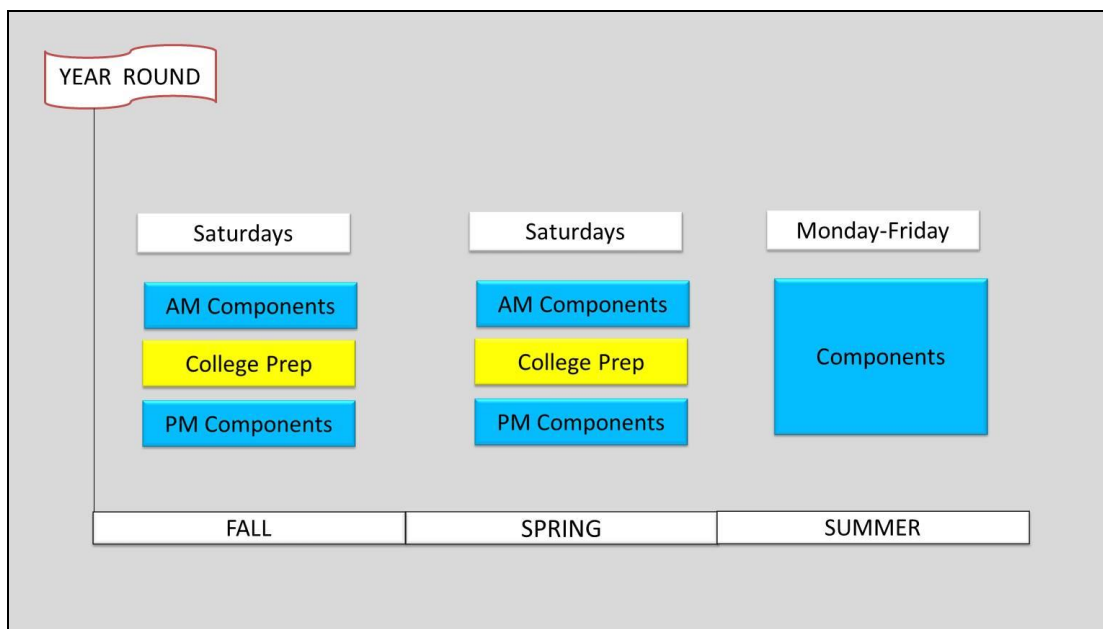 YEAR ROUND
Saturdays
AM Components
College Prep
PM Components
Saturdays
AM Components
College Prep
PM Components
Monday-Friday
Components
FALL
SPRING
SUMMER